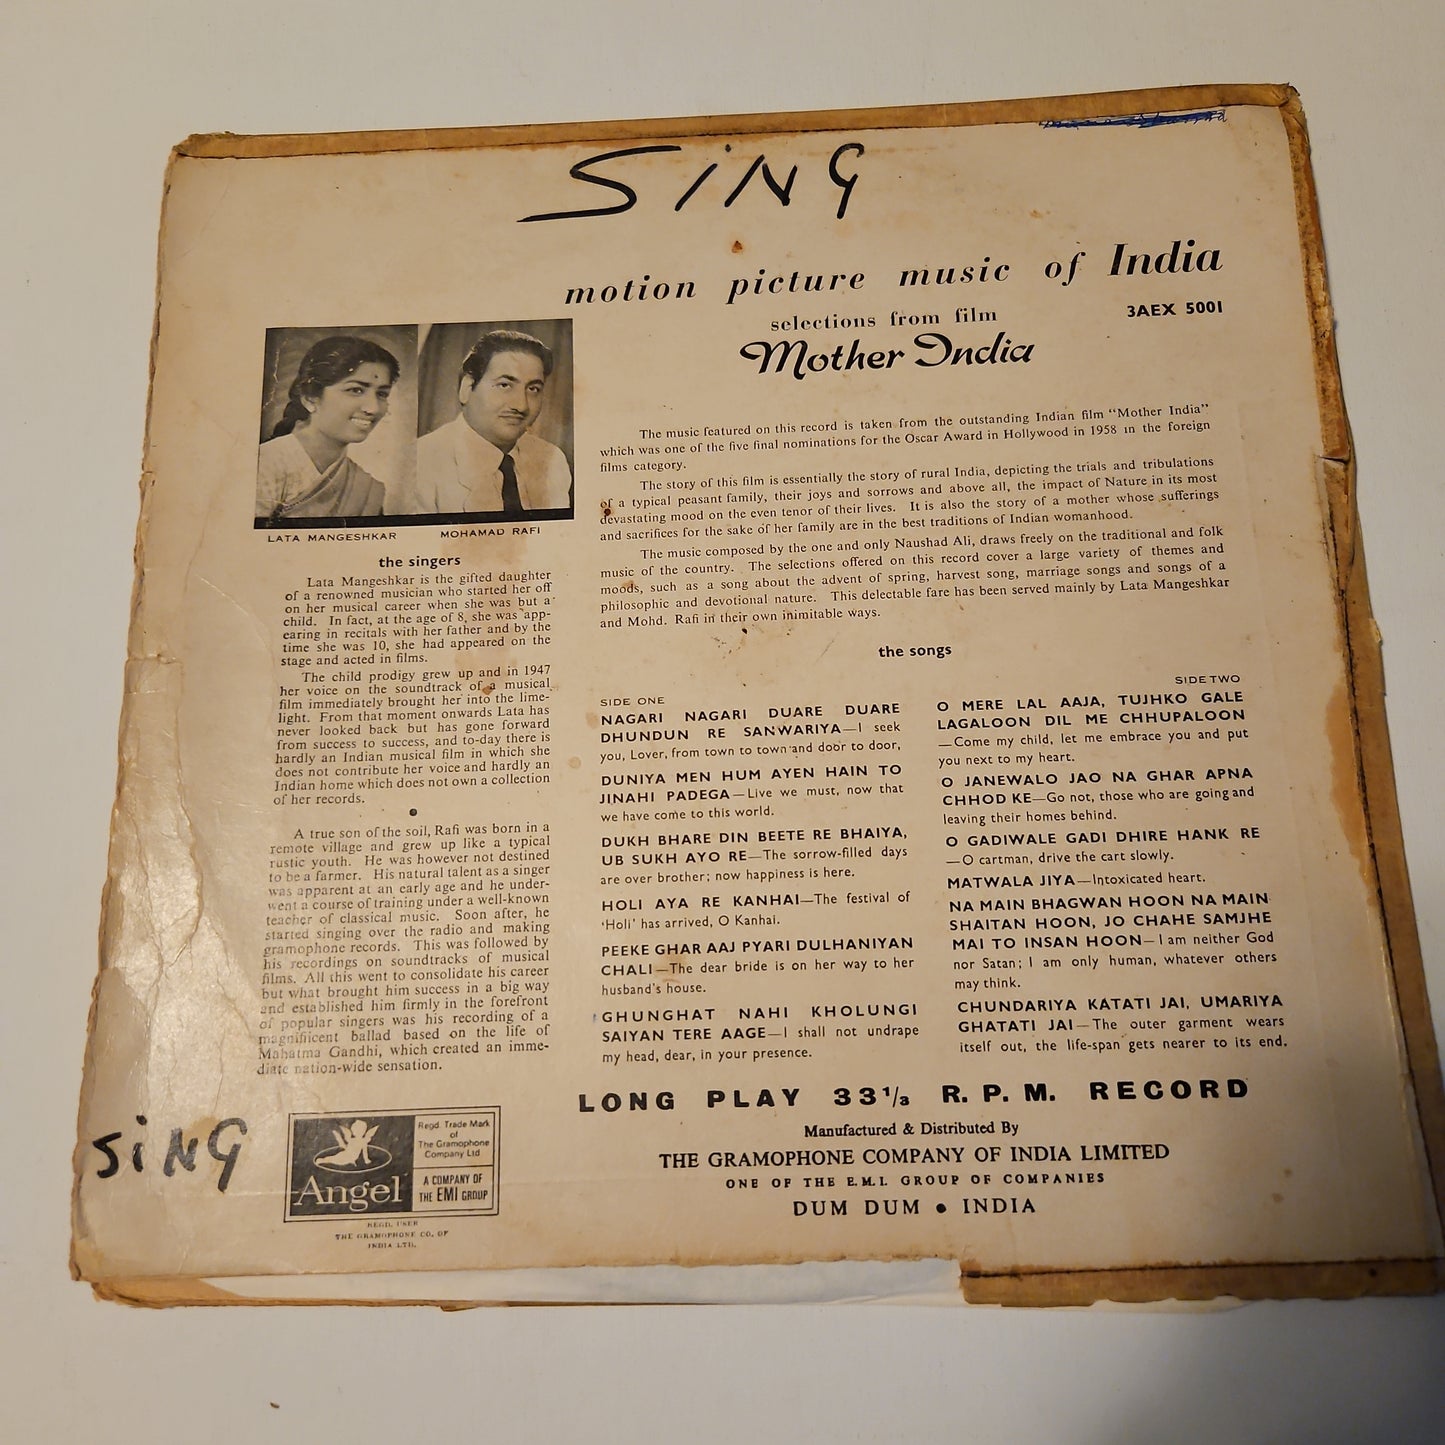 SING
motion picture music of India
selections from film
3AEX 5001
Mother India
LATA MANGESHKAR
MOHAMAD RAFI
the singers
Lata Mangeshkar is the gifted daughter
of a renowned musician who started her off
on her musical career when she was but a
child. In fact, at the age of 8, she was app-
earing in recitals with her father and by the
time she was 10, she had appeared on the
stage and acted in films.
The child prodigy grew up and in 1947
her voice on the soundtrack of a musical
film immediately brought her into the lime-
light. From that moment onwards Lata has
never looked back but has gone forward
from success to success, and to-day there is
hardly an Indian musical film in which she
does not contribute her voice and hardly an
Indian home which does not own a collection
of her records.
A true son of the soil, Rafi was born in a
remote village and grew up like a typical
rustic youth. He was however not destined
to be a farmer. His natural talent as a singer
was apparent at an early age and he under-
went a course of training under a well-known
teacher of classical music. Soon after, he
started singing over the radio and making
gramophone records. This was followed by
his recordings on soundtracks of musical
films. All this went to consolidate his career
but what brought him success in a big way
and established him firmly in the forefront
of popular singers was his recording of a
magnifiicent ballad based on the life of
Mahatma Gandhi, which created an imme-
diate nation-wide sensation.
The music featured on this record is taken from the outstanding Indian film "Mother India"
which was one of the five final nominations for the Oscar Award in Hollywood in 1958 in the foreign
films category.
The story of this film is essentially the story of rural India, depicting the trials and tribulations
of a typical peasant family, their joys and sorrows and above all, the impact of Nature in its most
devastating mood on the even tenor of their lives. It is also the story of a mother whose sufferings
and sacrifices for the sake of her family are in the best traditions of Indian womanhood.
The music composed by the one and only Naushad Ali, draws freely on the traditional and folk
music of the country. The selections offered on this record cover a large variety of themes and
moods, such as a song about the advent of spring, harvest song, marriage songs and songs of a
philosophic and devotional nature. This delectable fare has been served mainly by Lata Mangeshkar
and Mohd. Rafi in their own inimitable ways.
the songs
SIDE ONE
NAGARI NAGARI DUARE DUARE
DHUNDUN RE SANWARIYA—I seek
you, Lover, from town to town and door to door,
DUNIYA MEN HUM AYEN HAIN TO
JINAHI PADEGA—Live we must, now that
we have come to this world.
DUKH BHARE DIN BEETE RE BHAIYA,
UB SUKH AYO RE—The sorrow-filled days
are over brother; now happiness is here.
HOLI AYA RE KANHAI—The festival of
'Holi' has arrived, O Kanhai.
PEEKE GHAR AAJ PYARI DULHANIYAN
CHALI—The dear bride is on her way to her
husband's house.
GHUNGHAT NAHI KHOLUNGI
SAIYAN TERE AAGE—I shall not undrape
my head, dear, in your presence.
SIDE TWO
O MERE LAL AAJA, TUJHKO GALE
LAGALOON DIL ME CHHUPALOON
—Come my child, let me embrace you and put
you next to my heart.
O JANEWALO JAO NA GHAR APNA
CHHOD KE—Go not, those who are going and
leaving their homes behind.
O GADIWALE GADI DHIRE HANK RE
—O cartman, drive the cart slowly.
MATWALA JIYA—Intoxicated heart.
NA MAIN BHAGWAN HOON NA MAIN
SHAITAN HOON, JO CHAHE SAMJHE
MAI TO INSAN HOON—I am neither God
nor Satan; I am only human, whatever others
may think.
CHUNDARIYA KATATI JAI, UMARIYA
GHATATI JAI—The outer garment wears
itself out, the life-span gets nearer to its end.
LONG PLAY 33⅓ R. P. M. RECORD
Manufactured & Distributed By
THE GRAMOPHONE COMPANY OF INDIA LIMITED
ONE OF THE E.M.I. GROUP OF COMPANIES
DUM DUM • INDIA
SiNG
Angel
Regd. Trade Mark
of
The Gramophone
Company Ltd
A COMPANY OF
THE EMI GROUP
REGD. USER
THE GRAMOPHONE CO. OF
INDIA LTD.